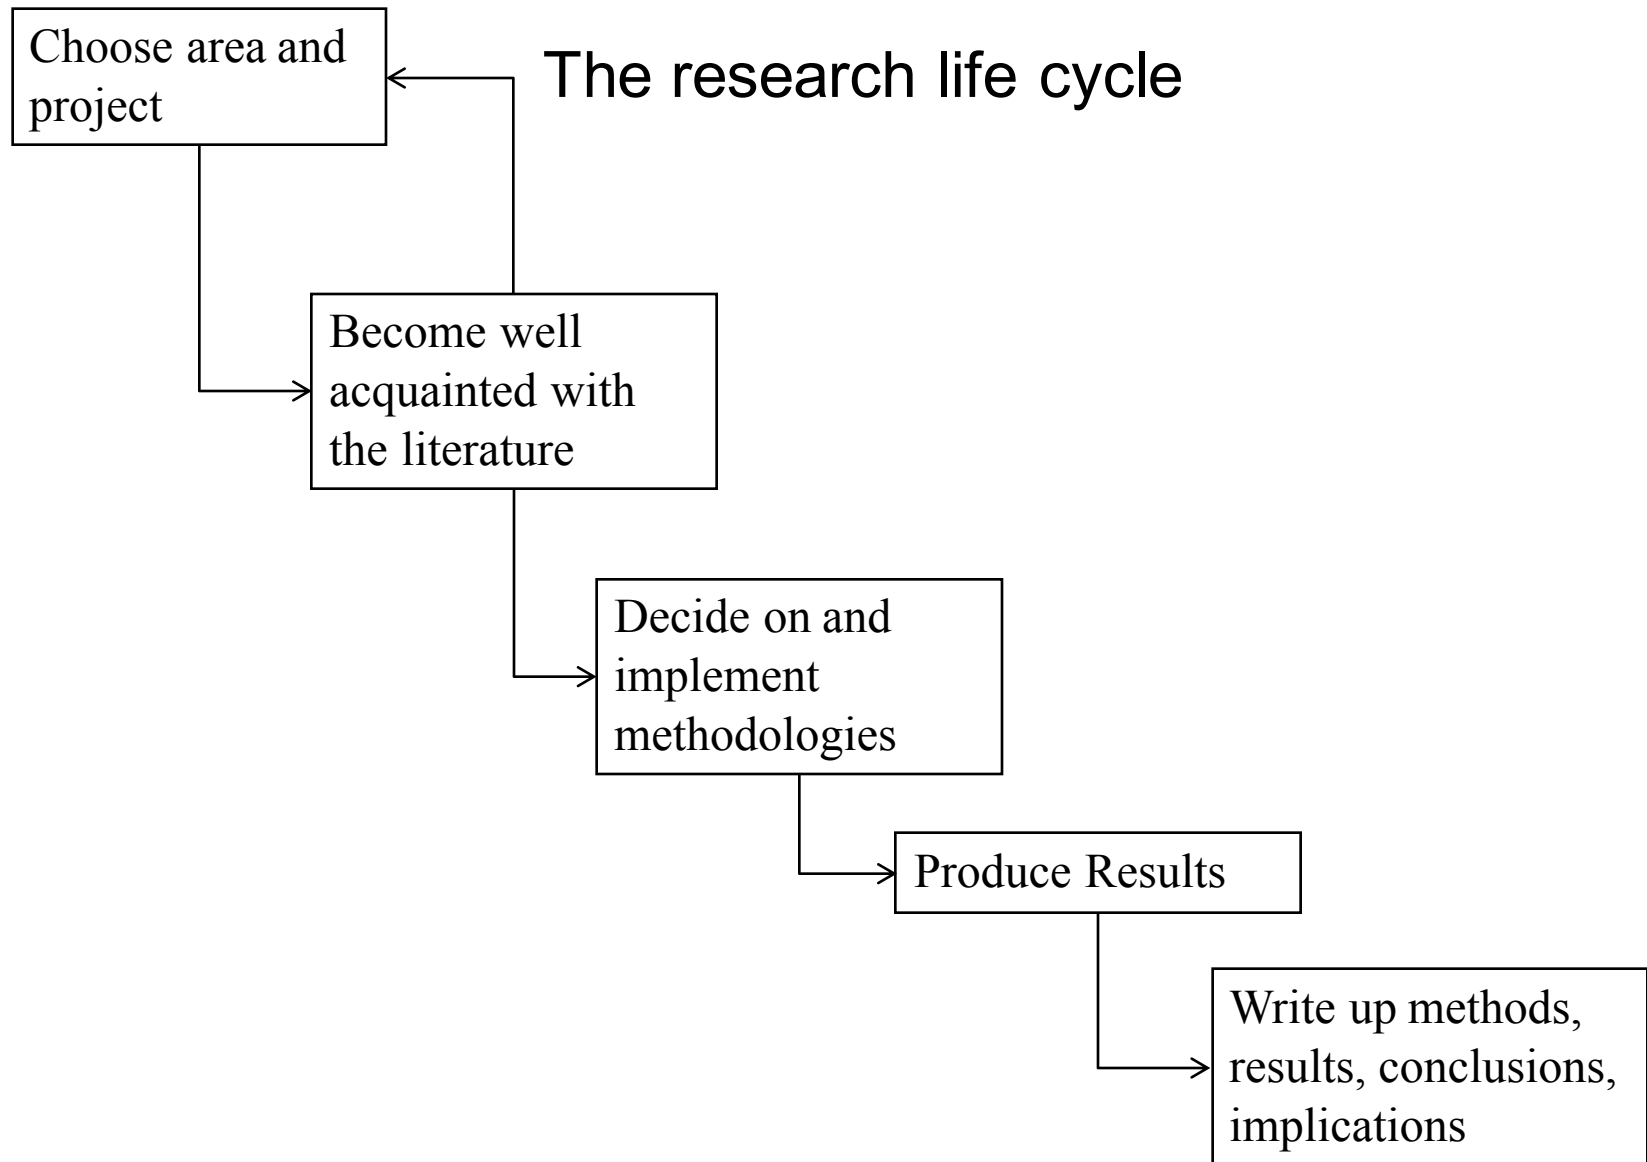 Choose area and
project
The research life cycle
Become well
acquainted with
the literature
Decide on and
implement
methodologies
Produce Results
Write up methods,
results, conclusions,
implications